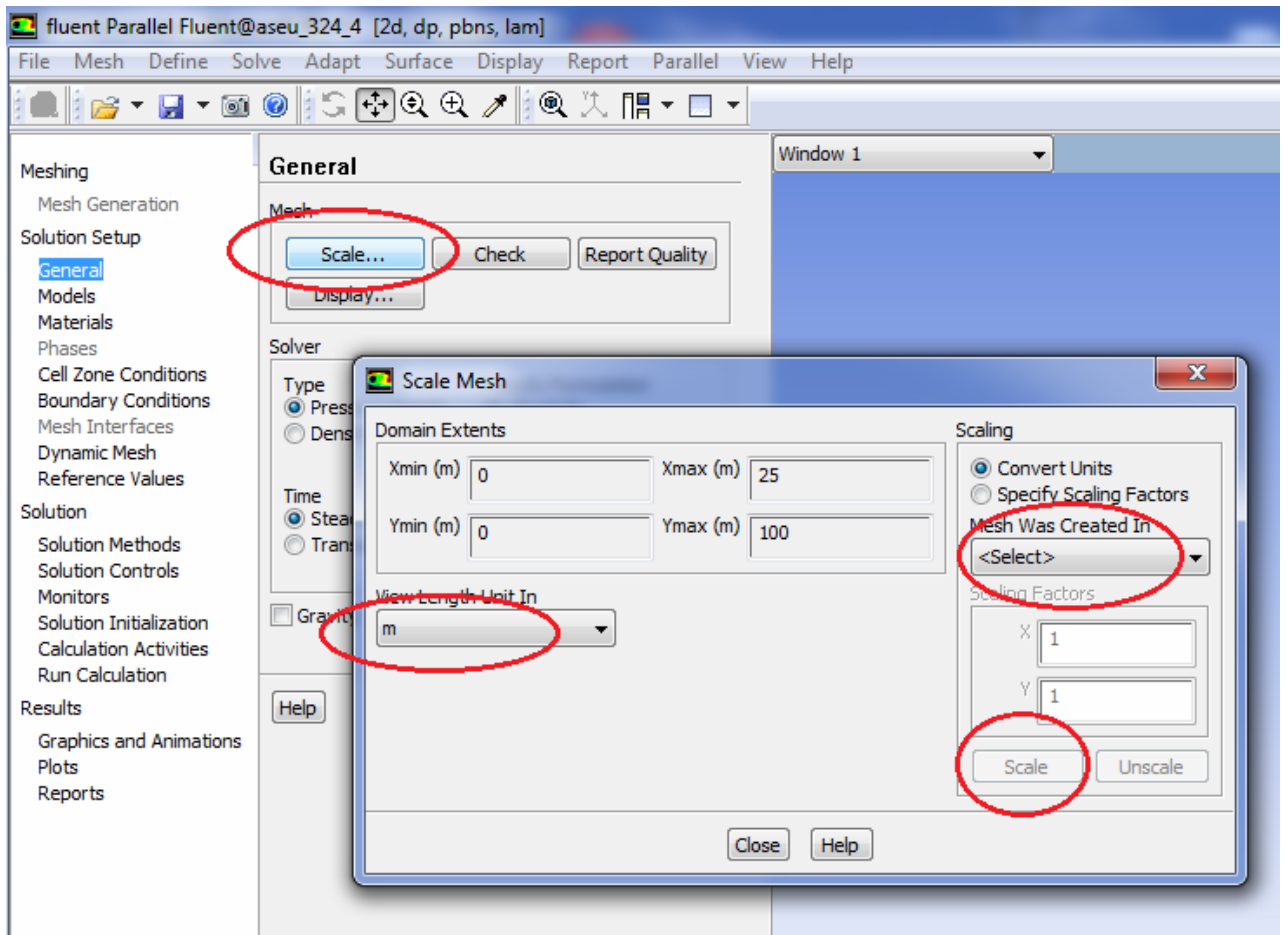 fluent Parallel Fluent@aseu_324_4 [2d, dp, pbns, lam]
File Mesh Define Solve Adapt Surface Display Report Parallel View Help
Meshing
Mesh Generation
Solution Setup
General
Models
Materials
Phases
Cell Zone Conditions
Boundary Conditions
Mesh Interfaces
Dynamic Mesh
Reference Values
Solution
Solution Methods
Solution Controls
Monitors
Solution Initialization
Calculation Activities
Run Calculation
Results
Graphics and Animations
Plots
Reports
General
Mesh
Scale... Check Report Quality
Display...
Solver
Type
Press
Dens
Time
Stea
Trans
Gravity
Help
Window 1
Scale Mesh
Domain Extents
Xmin (m) 0 Xmax (m) 25
Ymin (m) 0 Ymax (m) 100
View Length Unit In
m
Scaling
Convert Units
Specify Scaling Factors
Mesh Was Created In
<Select>
Scaling Factors
X 1
Y 1
Scale Unscale
Close Help